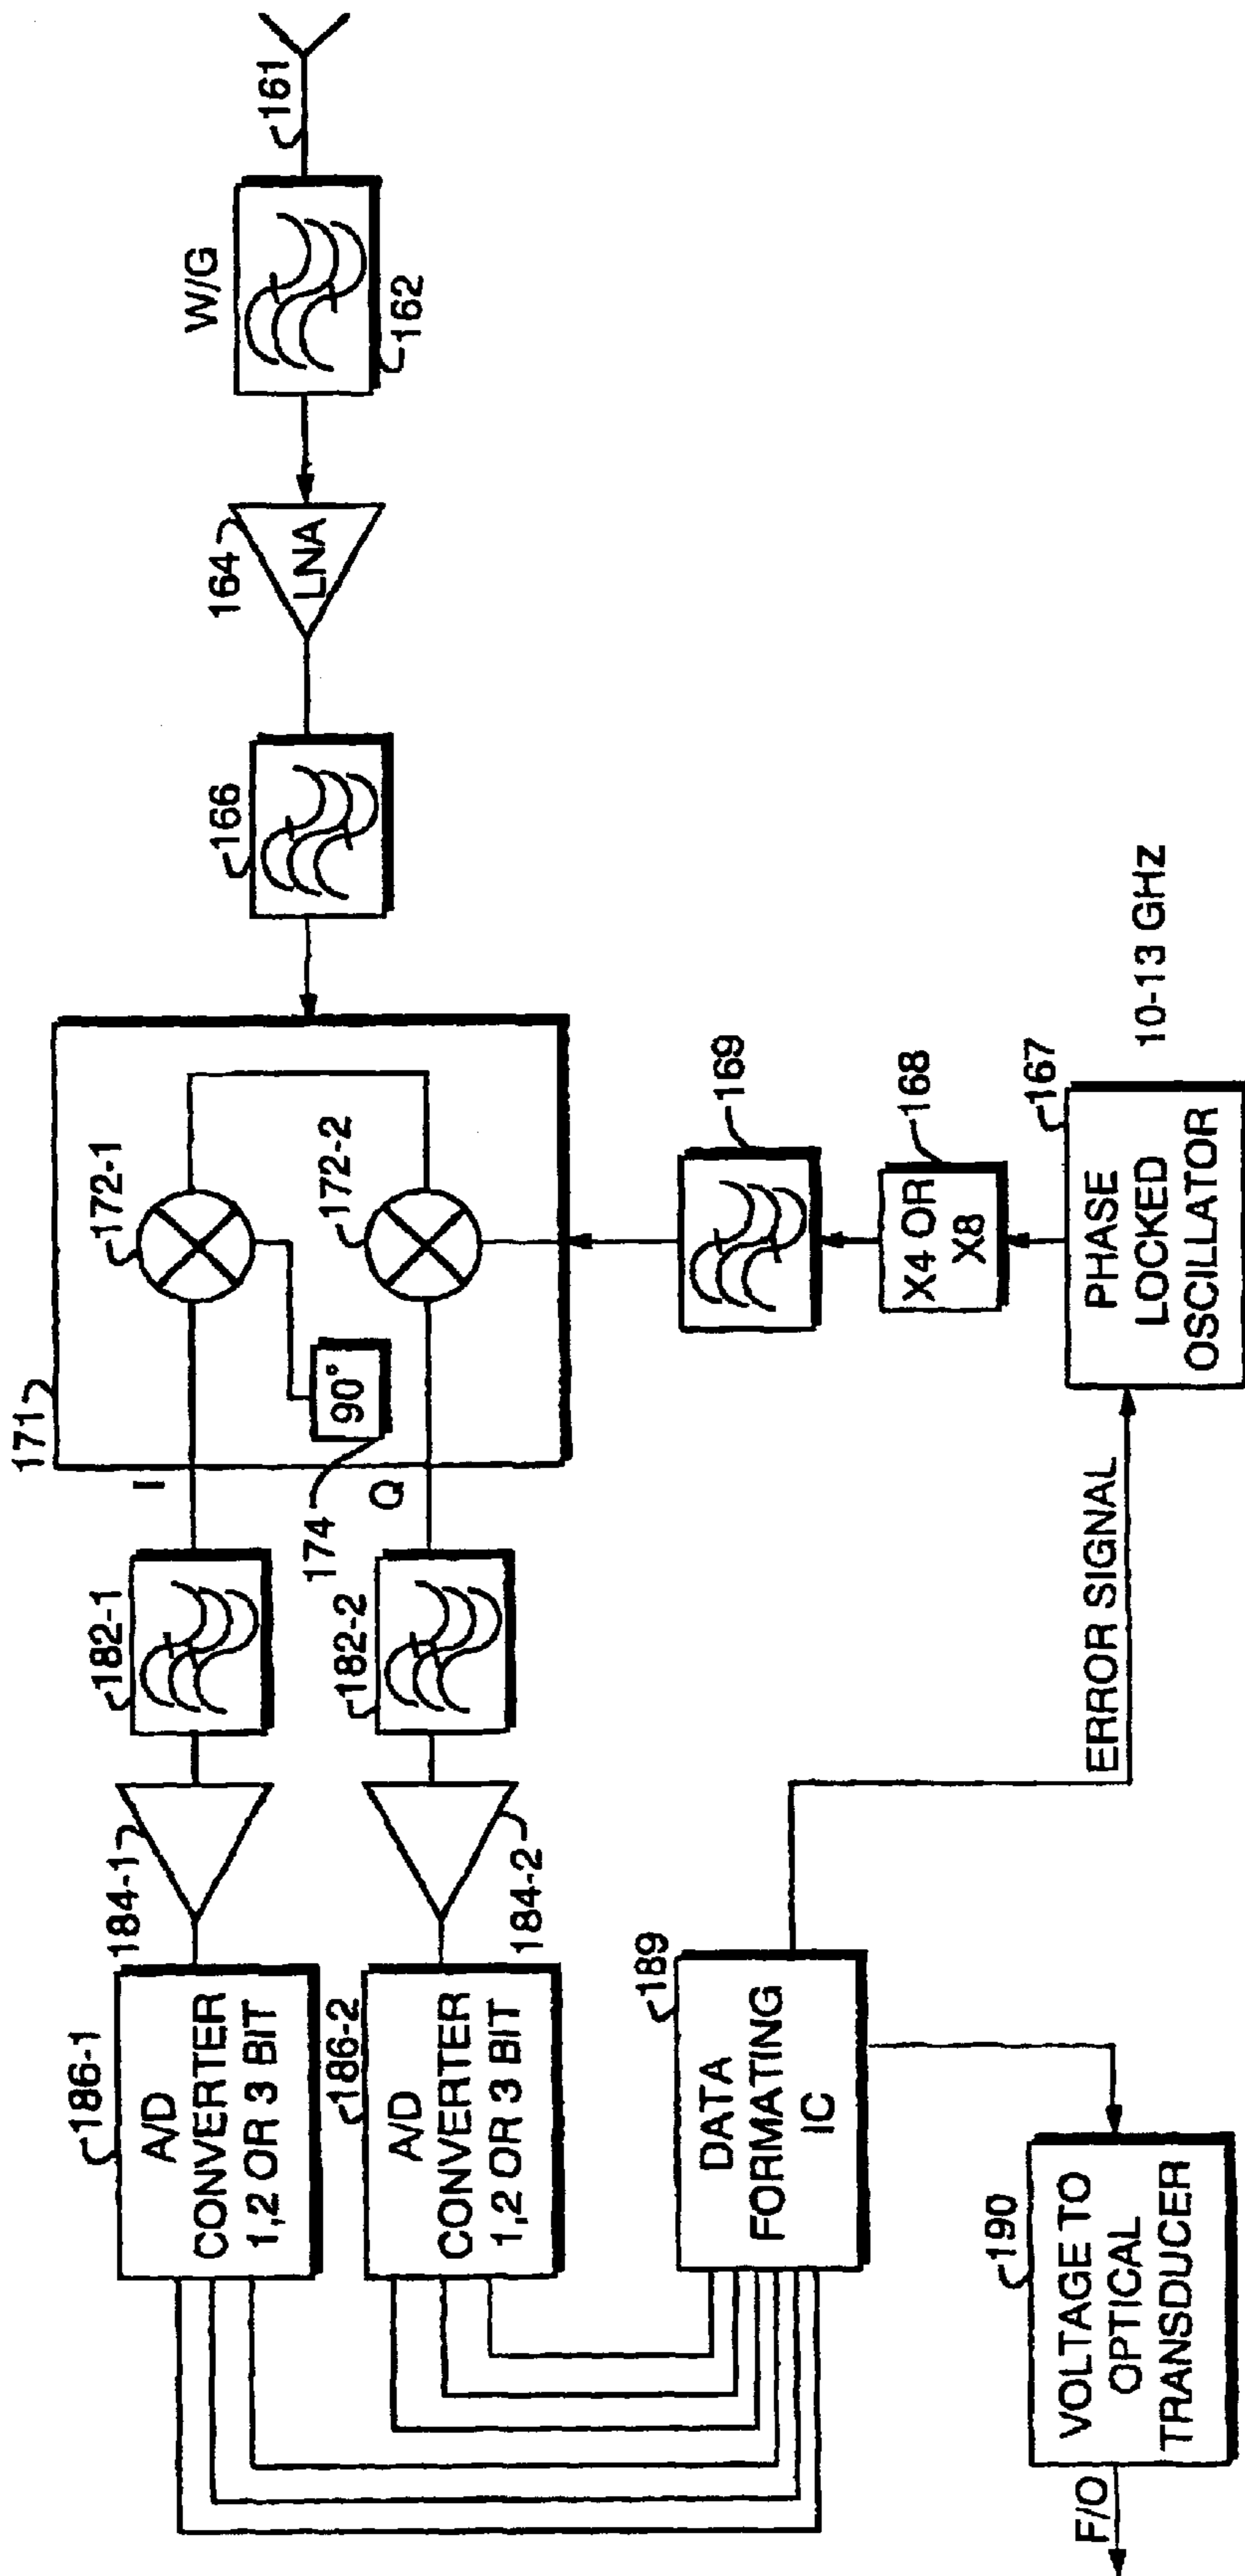 161
W/G
162
164
LNA
166
171
172-1
172-2
90°
174
I
Q
169
168
X4 OR
X8
167
10-13 GHz
PHASE
LOCKED
OSCILLATOR
ERROR SIGNAL
182-1
182-2
184-1
184-2
186-1
A/D
CONVERTER
1,2 OR 3 BIT
186-2
A/D
CONVERTER
1,2 OR 3 BIT
189
DATA
FORMATING
IC
190
VOLTAGE TO
OPTICAL
TRANSDUCER
F/O